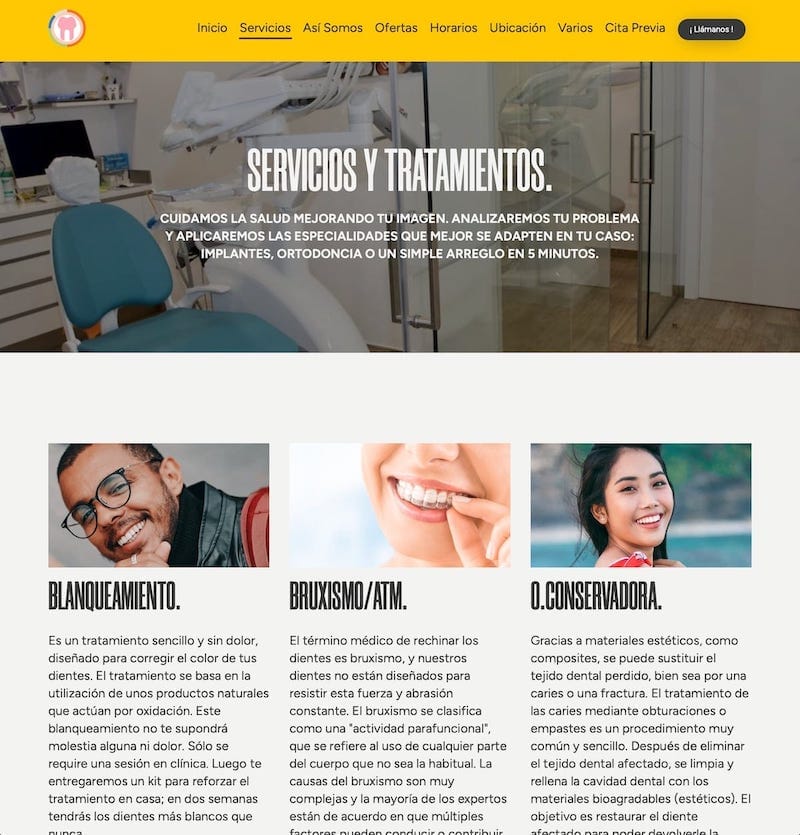 Inicio Servicios Así Somos Ofertas Horarios Ubicación Varios Cita Previa ¡ Llámanos !
SERVICIOS Y TRATAMIENTOS.
CUIDAMOS LA SALUD MEJORANDO TU IMAGEN. ANALIZAREMOS TU PROBLEMA
Y APLICAREMOS LAS ESPECIALIDADES QUE MEJOR SE ADAPTEN EN TU CASO:
IMPLANTES, ORTODONCIA O UN SIMPLE ARREGLO EN 5 MINUTOS.
BLANQUEAMIENTO.
Es un tratamiento sencillo y sin dolor,
diseñado para corregir el color de tus
dientes. El tratamiento se basa en la
utilización de unos productos naturales
que actúan por oxidación. Este
blanqueamiento no te supondrá
molestia alguna ni dolor. Sólo se
require una sesión en clínica. Luego te
entregaremos un kit para reforzar el
tratamiento en casa; en dos semanas
tendrás los dientes más blancos que
nunca.
BRUXISMO/ATM.
El término médico de rechinar los
dientes es bruxismo, y nuestros
dientes no están diseñados para
resistir esta fuerza y abrasión
constante. El bruxismo se clasifica
como una "actividad parafuncional",
que se refiere al uso de cualquier parte
del cuerpo que no sea la habitual. La
causas del bruxismo son muy
complejas y la mayoría de los expertos
están de acuerdo en que múltiples
factores pueden conducir o contribuir
O.CONSERVADORA.
Gracias a materiales estéticos, como
composites, se puede sustituir el
tejido dental perdido, bien sea por una
caries o una fractura. El tratamiento de
las caries mediante obturaciones o
empastes es un procedimiento muy
común y sencillo. Después de eliminar
el tejido dental afectado, se limpia y
rellena la cavidad dental con los
materiales bioagradables (estéticos). El
objetivo es restaurar el diente
afectado para poder devolverle la